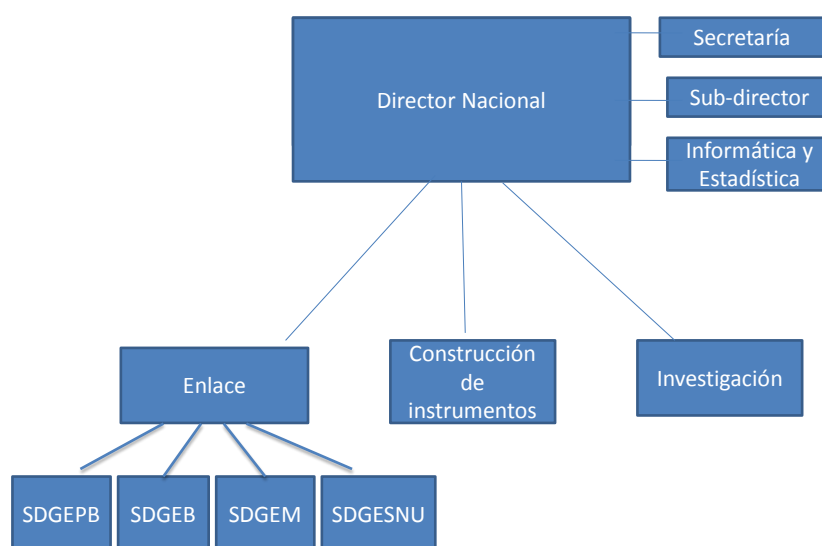 Secretaría
Director Nacional
Sub-director
Informática y
Estadística
Enlace
Construcción
de
instrumentos
Investigación
SDGEPB
SDGEB
SDGEM
SDGESNU